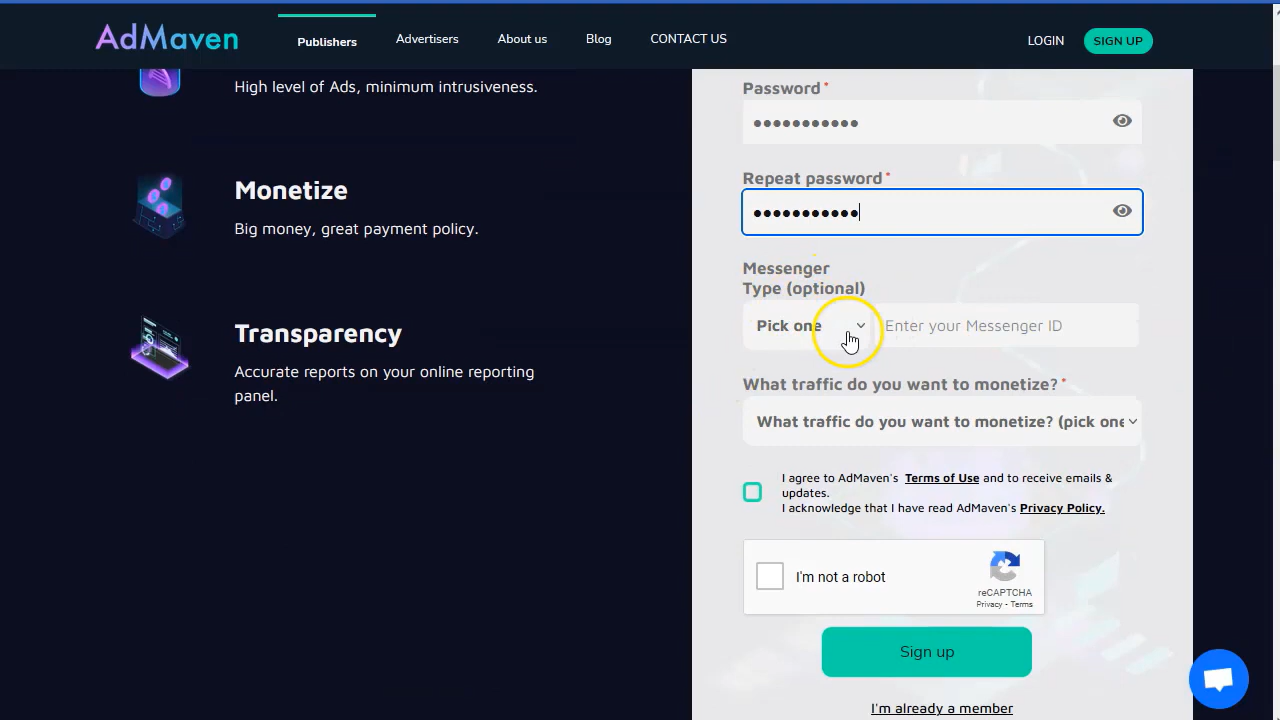 AdMaven
Publishers
Advertisers
About us
Blog
CONTACT US
LOGIN
SIGN UP
High level of Ads, minimum intrusiveness.
Monetize
Big money, great payment policy.
Transparency
Accurate reports on your online reporting
panel.
Password *
●●●●●●●●●●●
Repeat password *
●●●●●●●●●●●
Messenger
Type (optional)
Pick one
Enter your Messenger ID
What traffic do you want to monetize? *
What traffic do you want to monetize? (pick one
I agree to AdMaven's Terms of Use and to receive emails &
updates.
I acknowledge that I have read AdMaven's Privacy Policy.
I'm not a robot
reCAPTCHA
Privacy - Terms
Sign up
I'm already a member